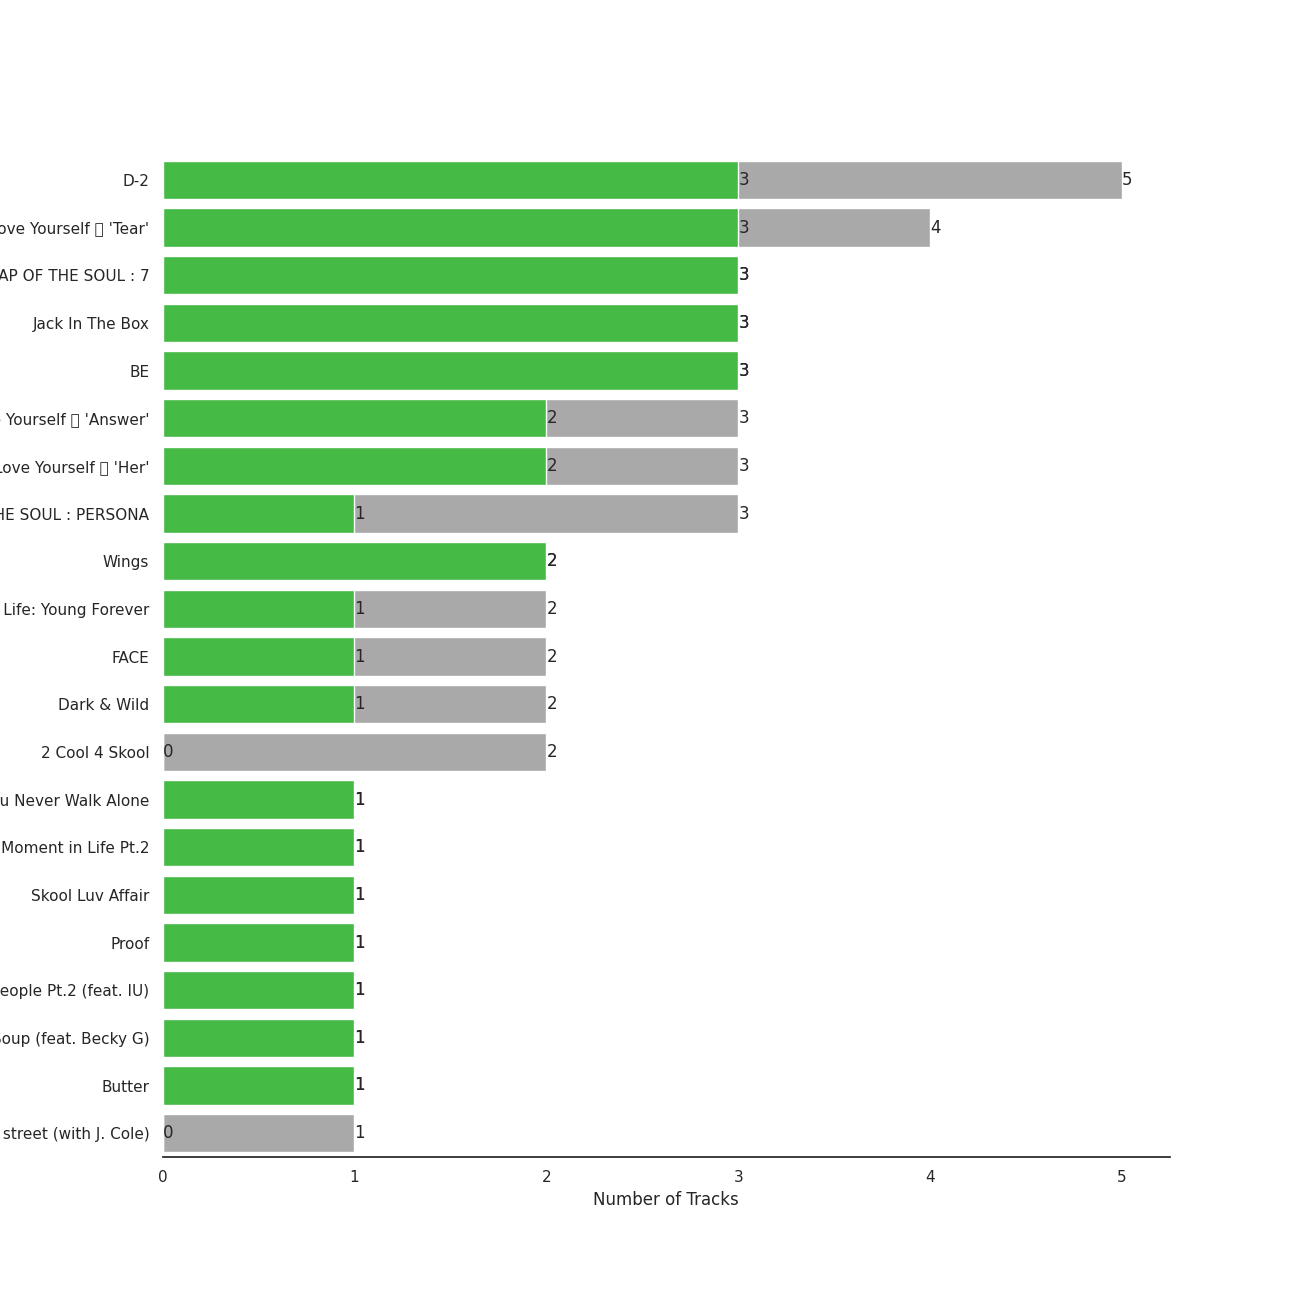 D-2 3 5
ove Yourself 'Tear' 3 4
AP OF THE SOUL : 7 3
Jack In The Box 3
BE 3
Yourself 'Answer' 2 3
Love Yourself 'Her' 2 3
HE SOUL : PERSONA 1 3
Wings 2
Life: Young Forever 1 2
FACE 1 2
Dark & Wild 1 2
2 Cool 4 Skool 0 2
u Never Walk Alone 1
Moment in Life Pt.2 1
Skool Luv Affair 1
Proof 1
eople Pt.2 (feat. IU) 1
Soup (feat. Becky G) 1
Butter 1
street (with J. Cole) 0 1
0 1 2 3 4 5
Number of Tracks